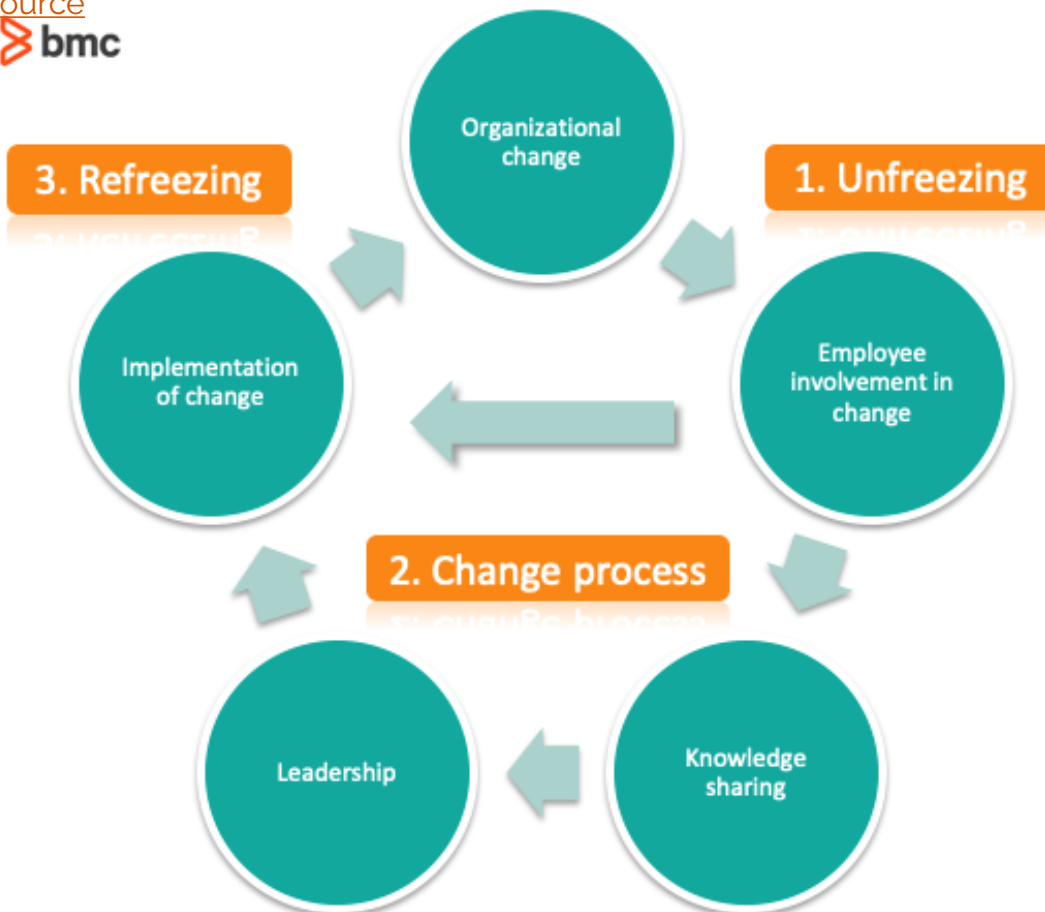 ource
bmc
Organizational
change
3. Refreezing
1. Unfreezing
Implementation
of change
Employee
involvement in
change
2. Change process
Leadership
Knowledge
sharing